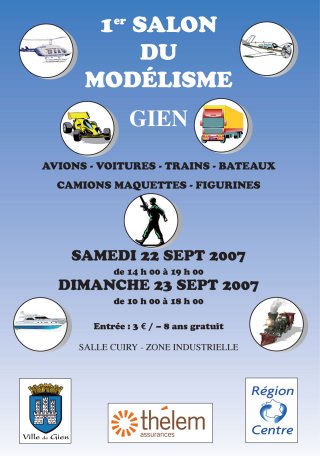 1er SALON
DU
MODÉLISME
GIEN
AVIONS - VOITURES - TRAINS - BATEAUX
CAMIONS MAQUETTES - FIGURINES
SAMEDI 22 SEPT 2007
de 14 h 00 à 19 h 00
DIMANCHE 23 SEPT 2007
de 10 h 00 à 18 h 00
Entrée : 3 € / – 8 ans gratuit
SALLE CUIRY - ZONE INDUSTRIELLE
Ville de Gien
thélem
assurances
Région
Centre